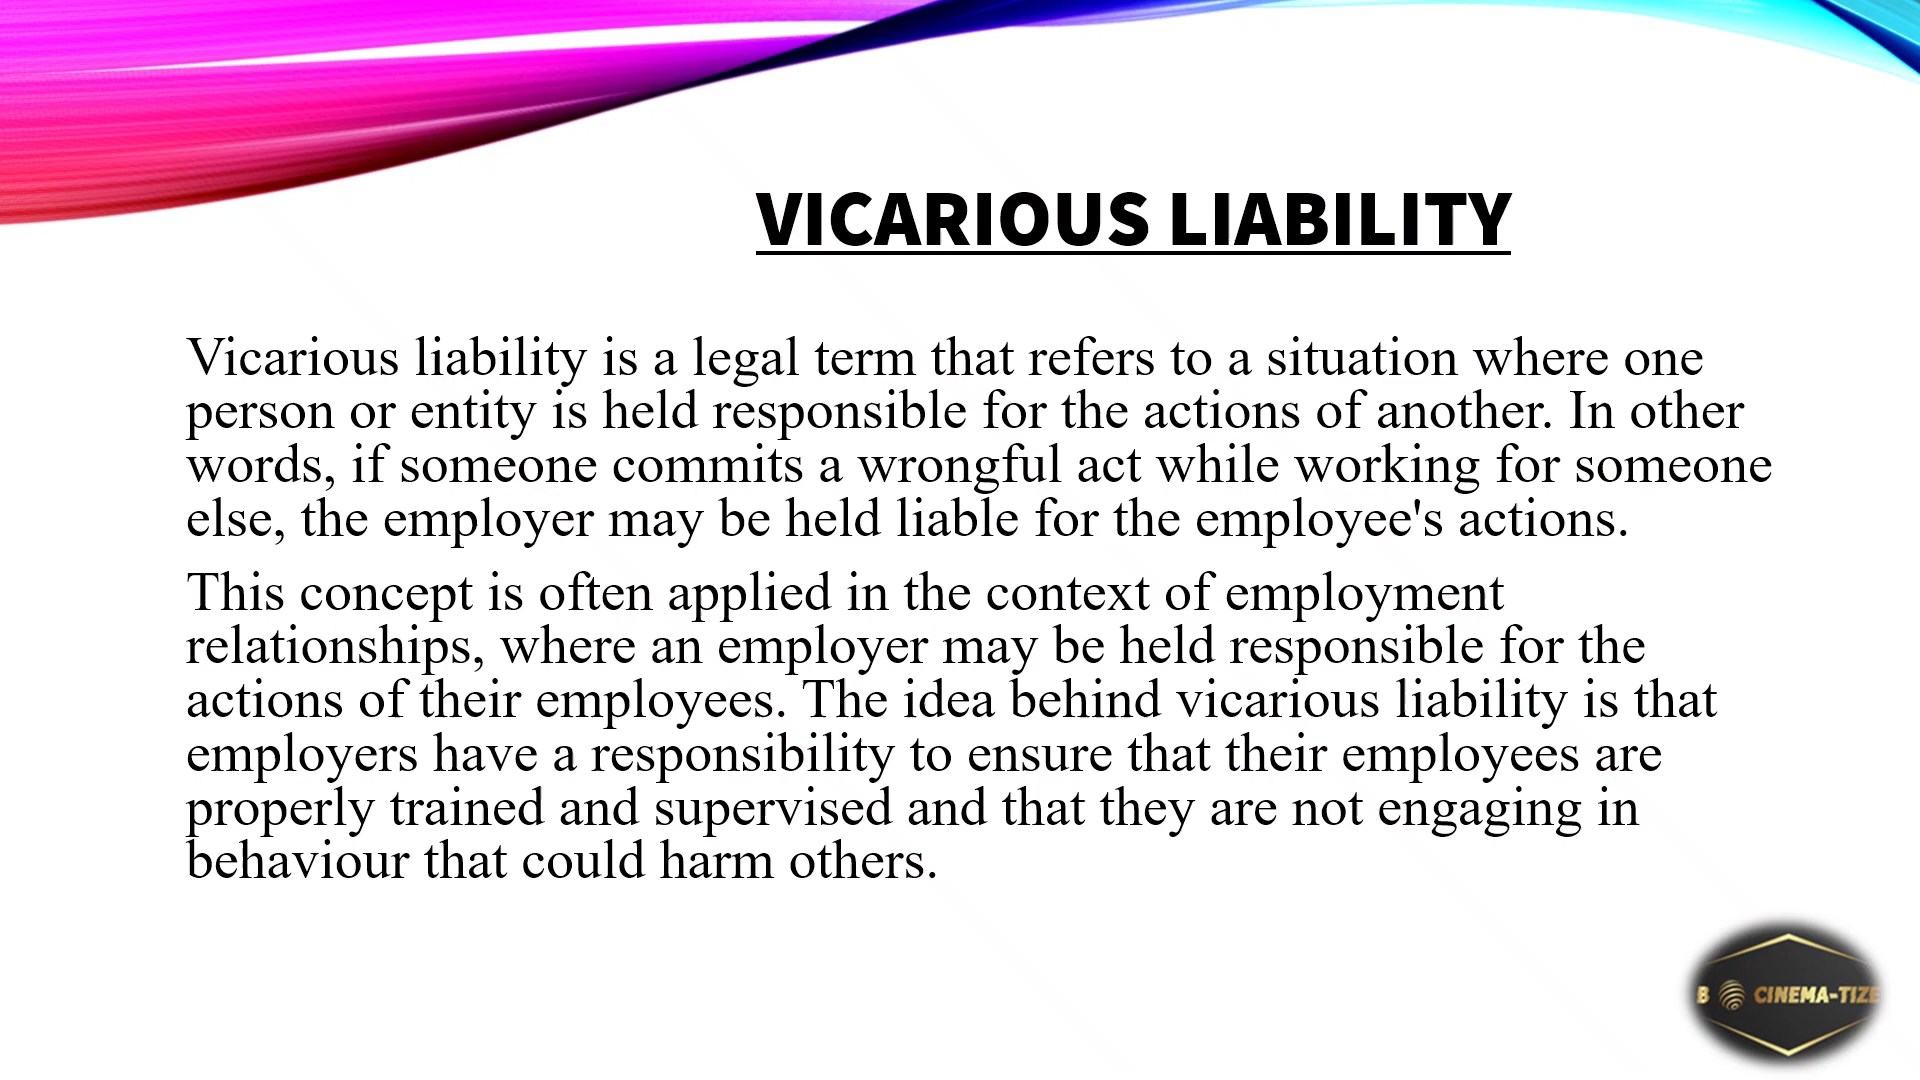 VICARIOUS LIABILITY
Vicarious liability is a legal term that refers to a situation where one
person or entity is held responsible for the actions of another. In other
words, if someone commits a wrongful act while working for someone
else, the employer may be held liable for the employee's actions.
This concept is often applied in the context of employment
relationships, where an employer may be held responsible for the
actions of their employees. The idea behind vicarious liability is that
employers have a responsibility to ensure that their employees are
properly trained and supervised and that they are not engaging in
behaviour that could harm others.
B CINEMA-TIZE